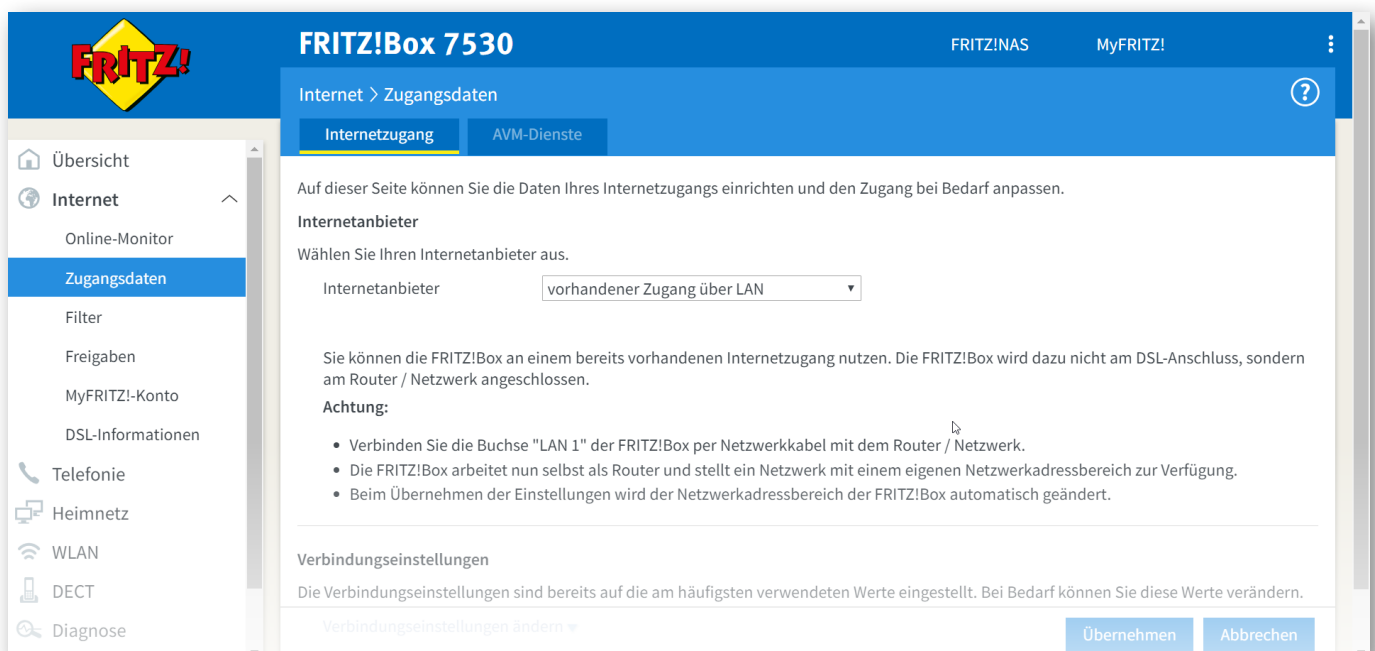 FRITZ!
FRITZ!Box 7530
FRITZ!NAS
MyFRITZ!
Internet > Zugangsdaten
?
Internetzugang
AVM-Dienste
Übersicht
Internet
Online-Monitor
Zugangsdaten
Filter
Freigaben
MyFRITZ!-Konto
DSL-Informationen
Telefonie
Heimnetz
WLAN
DECT
Diagnose
Auf dieser Seite können Sie die Daten Ihres Internetzugangs einrichten und den Zugang bei Bedarf anpassen.
Internetanbieter
Wählen Sie Ihren Internetanbieter aus.
Internetanbieter
vorhandener Zugang über LAN
Sie können die FRITZ!Box an einem bereits vorhandenen Internetzugang nutzen. Die FRITZ!Box wird dazu nicht am DSL-Anschluss, sondern
am Router / Netzwerk angeschlossen.
Achtung:
• Verbinden Sie die Buchse "LAN 1" der FRITZ!Box per Netzwerkkabel mit dem Router / Netzwerk.
• Die FRITZ!Box arbeitet nun selbst als Router und stellt ein Netzwerk mit einem eigenen Netzwerkadressbereich zur Verfügung.
• Beim Übernehmen der Einstellungen wird der Netzwerkadressbereich der FRITZ!Box automatisch geändert.
Verbindungseinstellungen
Die Verbindungseinstellungen sind bereits auf die am häufigsten verwendeten Werte eingestellt. Bei Bedarf können Sie diese Werte verändern.
Verbindungseinstellungen ändern
Übernehmen
Abbrechen